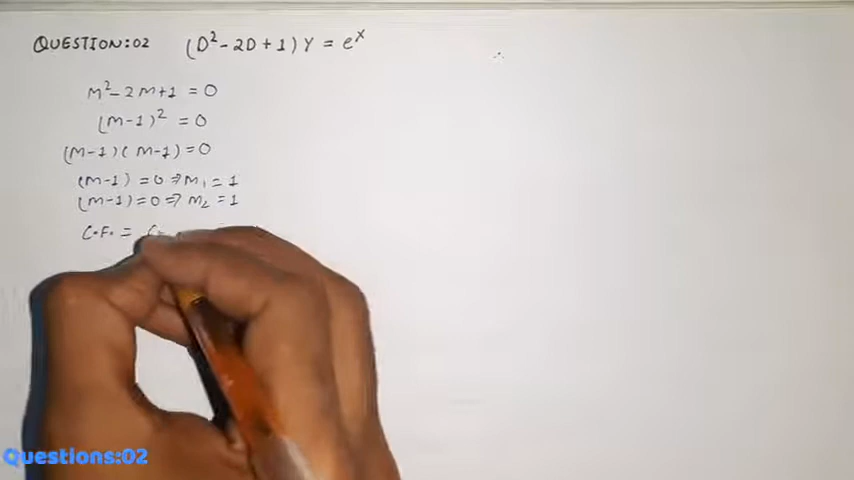 QUESTION:02 (D²-2D+1)Y = eˣ
m²-2m+1 = 0
(m-1)² = 0
(m-1)(m-1) = 0
(m-1) = 0 ⇒ m₁ = 1
(m-1) = 0 ⇒ m₂ = 1
C.F. =
Questions:02